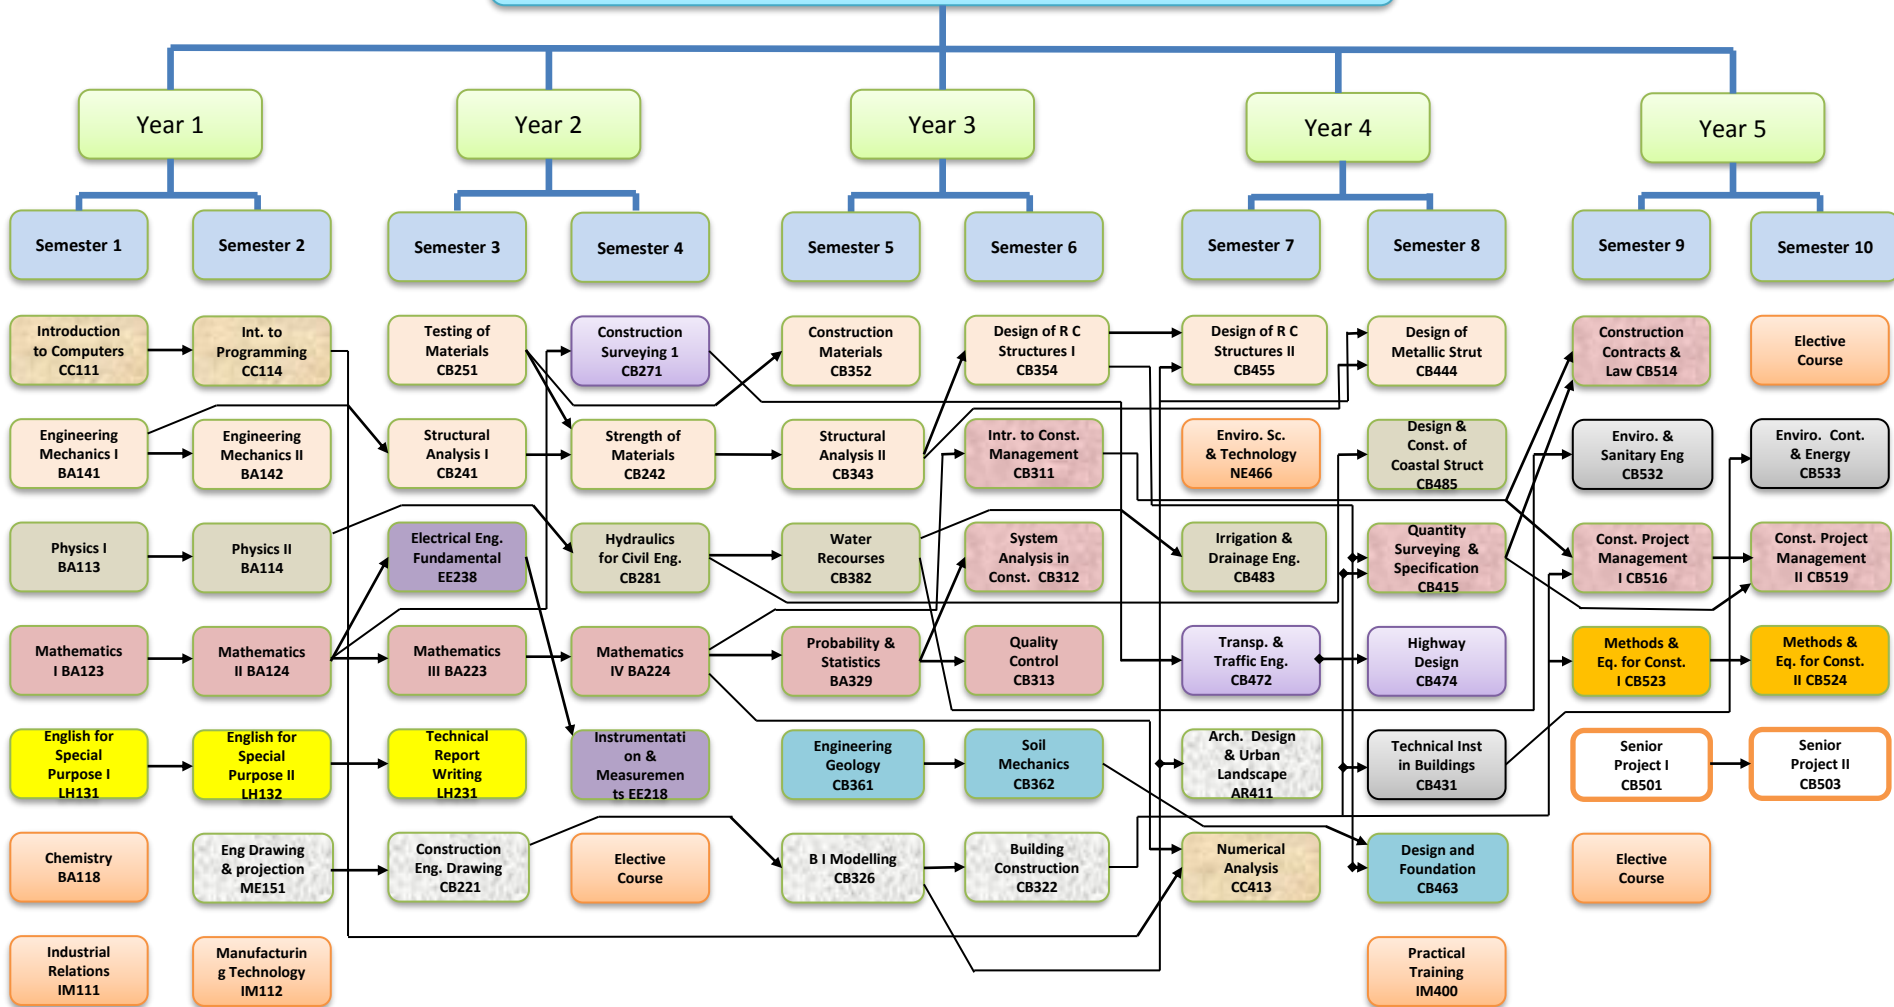 Year 1
Year 2
Year 3
Year 4
Year 5
Semester 1
Semester 2
Semester 3
Semester 4
Semester 5
Semester 6
Semester 7
Semester 8
Semester 9
Semester 10
Introduction
to Computers
CC111
Int. to
Programming
CC114
Testing of
Materials
CB251
Construction
Surveying 1
CB271
Construction
Materials
CB352
Design of R C
Structures I
CB354
Design of R C
Structures II
CB455
Design of
Metallic Strut
CB444
Construction
Contracts &
Law CB514
Elective
Course
Engineering
Mechanics I
BA141
Engineering
Mechanics II
BA142
Structural
Analysis I
CB241
Strength of
Materials
CB242
Structural
Analysis II
CB343
Intr. to Const.
Management
CB311
Enviro. Sc.
& Technology
NE466
Design &
Const. of
Coastal Struct
CB485
Enviro. &
Sanitary Eng
CB532
Enviro. Cont.
& Energy
CB533
Physics I
BA113
Physics II
BA114
Electrical Eng.
Fundamental
EE238
Hydraulics
for Civil Eng.
CB281
Water
Recourses
CB382
System
Analysis in
Const. CB312
Irrigation &
Drainage Eng.
CB483
Quantity
Surveying &
Specification
CB415
Const. Project
Management
I CB516
Const. Project
Management
II CB519
Mathematics
I BA123
Mathematics
II BA124
Mathematics
III BA223
Mathematics
IV BA224
Probability &
Statistics
BA329
Quality
Control
CB313
Transp. &
Traffic Eng.
CB472
Highway
Design
CB474
Methods &
Eq. for Const.
I CB523
Methods &
Eq. for Const.
II CB524
English for
Special
Purpose I
LH131
English for
Special
Purpose II
LH132
Technical
Report
Writing
LH231
Instrumentati
on &
Measuremen
ts EE218
Engineering
Geology
CB361
Soil
Mechanics
CB362
Arch. Design
& Urban
Landscape
AR411
Technical Inst
in Buildings
CB431
Senior
Project I
CB501
Senior
Project II
CB503
Chemistry
BA118
Eng Drawing
& projection
ME151
Construction
Eng. Drawing
CB221
Elective
Course
B I Modelling
CB326
Building
Construction
CB322
Numerical
Analysis
CC413
Design and
Foundation
CB463
Elective
Course
Industrial
Relations
IM111
Manufacturin
g Technology
IM112
Practical
Training
IM400